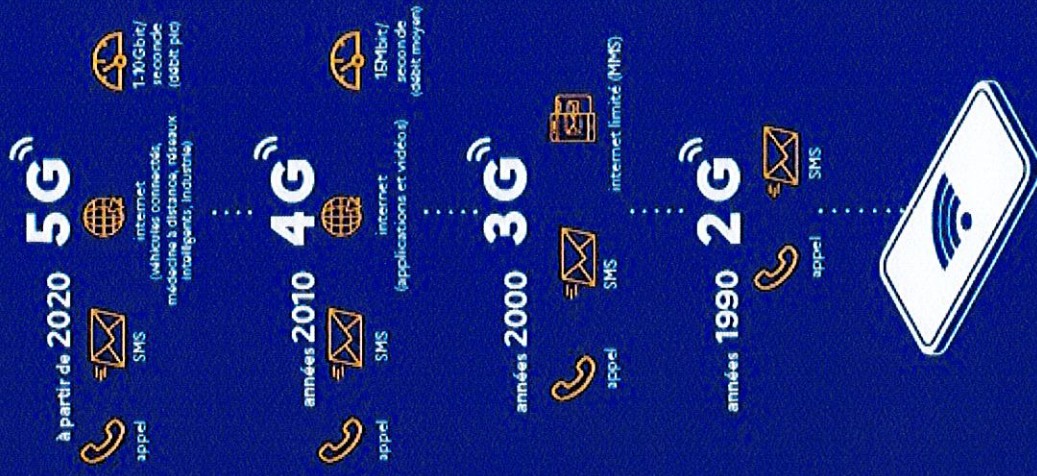 à partir de 2020 5G
appel
SMS
internet
(véhicules connectés,
médecine à distance, réseaux
intelligents, industrie)
1-10Gbit/
seconde
(débit pic)
années 2010 4G
appel
SMS
internet
(applications et vidéos)
15Mbit/
seconde
(débit moyen)
années 2000 3G
appel
SMS
internet limité (MMS)
années 1990 2G
appel
SMS